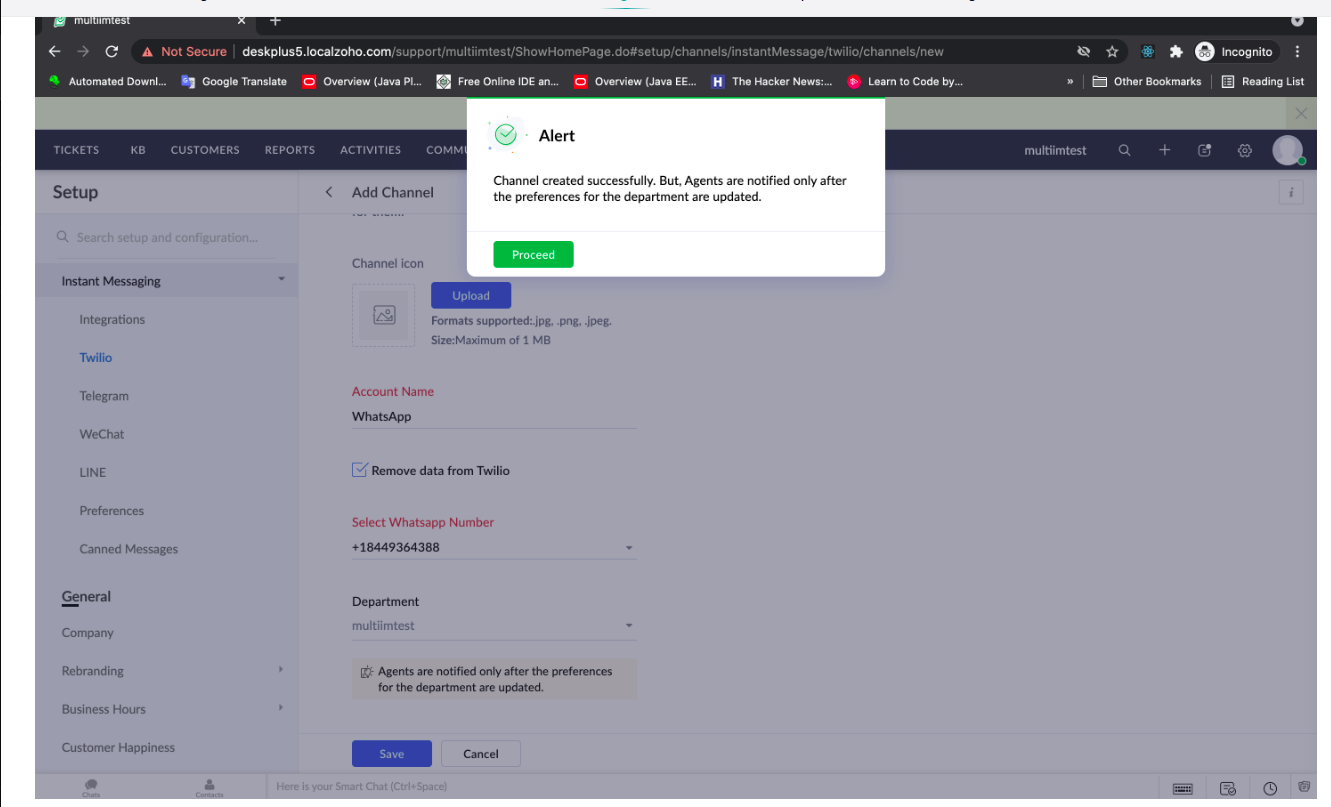 multiimtest
Not Secure | deskplus5.localzoho.com/support/multiimtest/ShowHomePage.do#setup/channels/instantMessage/twilio/channels/new
Incognito
Automated Downl... Google Translate Overview (Java Pl... Free Online IDE an... Overview (Java EE... The Hacker News:... Learn to Code by... » Other Bookmarks Reading List
Alert
Channel created successfully. But, Agents are notified only after
the preferences for the department are updated.
Proceed
TICKETS KB CUSTOMERS REPORTS ACTIVITIES COMMU
multiimtest
Setup
Search setup and configuration...
Instant Messaging
Integrations
Twilio
Telegram
WeChat
LINE
Preferences
Canned Messages
General
Company
Rebranding
Business Hours
Customer Happiness
Add Channel
Channel icon
Upload
Formats supported:.jpg, .png, .jpeg.
Size:Maximum of 1 MB
Account Name
WhatsApp
Remove data from Twilio
Select Whatsapp Number
+18449364388
Department
multiimtest
Agents are notified only after the preferences
for the department are updated.
Save Cancel
Chats Contacts Here is your Smart Chat (Ctrl+Space)